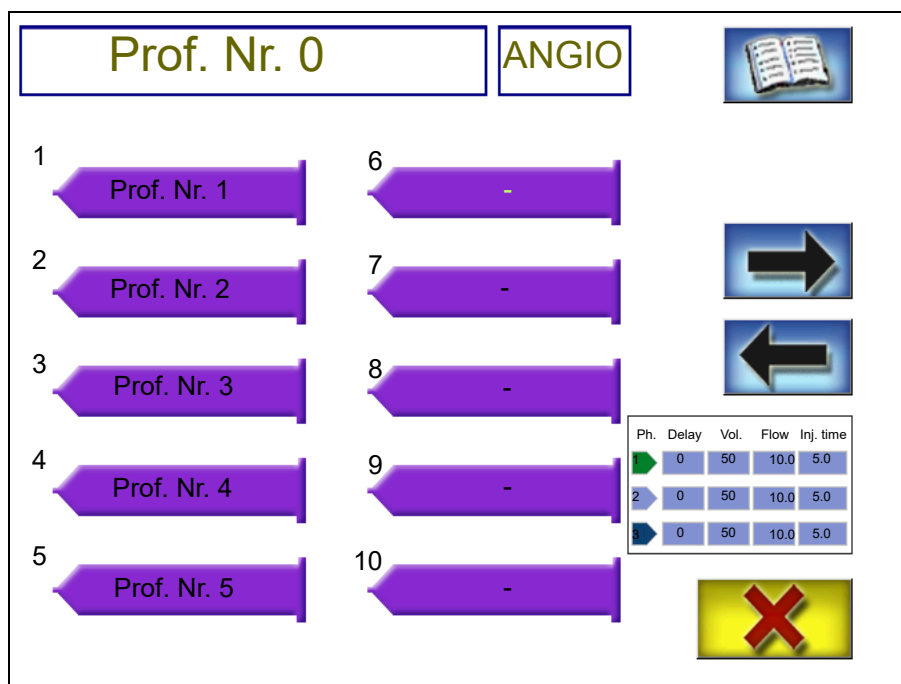 Prof. Nr. 0
ANGIO
1 Prof. Nr. 1
6 -
2 Prof. Nr. 2
7 -
3 Prof. Nr. 3
8 -
4 Prof. Nr. 4
9 -
5 Prof. Nr. 5
10 -
Ph. Delay Vol. Flow Inj. time
1 0 50 10.0 5.0
2 0 50 10.0 5.0
3 0 50 10.0 5.0